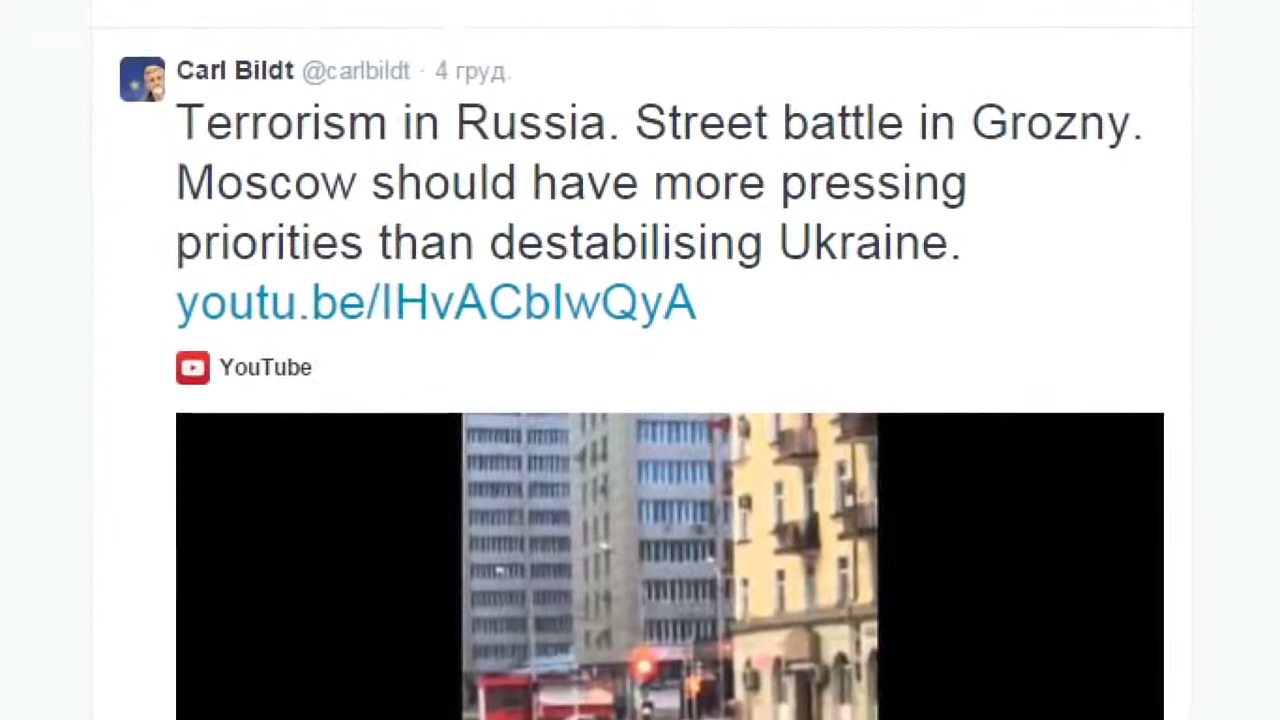 Carl Bildt @carlbildt · 4 груд.
Terrorism in Russia. Street battle in Grozny.
Moscow should have more pressing
priorities than destabilising Ukraine.
youtu.be/IHvACbIwQyA
YouTube